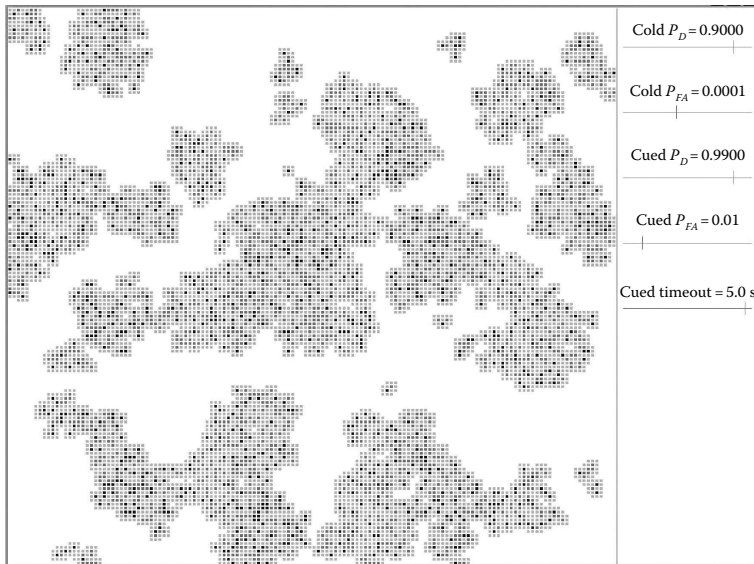 Cold P_D = 0.9000
Cold P_FA = 0.0001
Cued P_D = 0.9900
Cued P_FA = 0.01
Cued timeout = 5.0 s